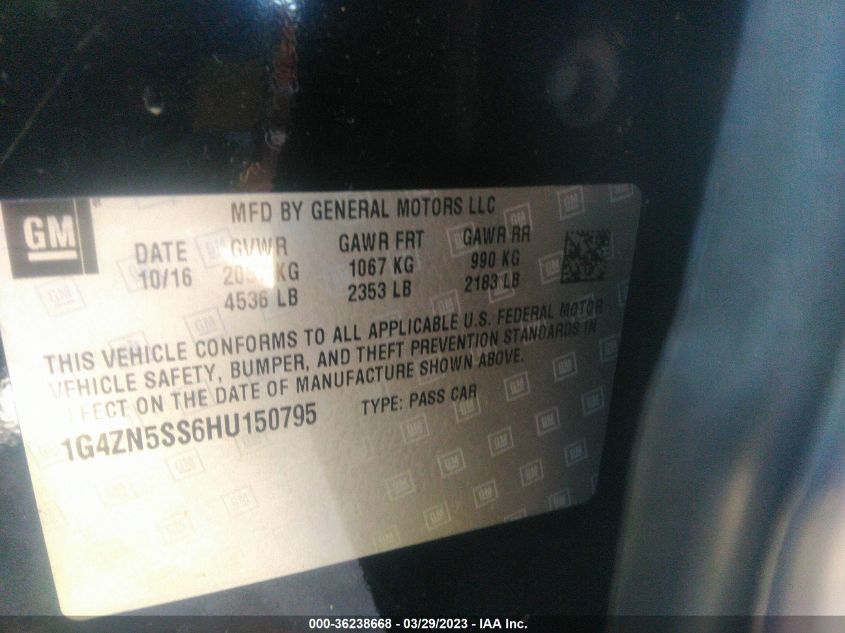 GM
MFD BY GENERAL MOTORS LLC
DATE GVWR GAWR FRT GAWR RR
10/16 KG 1067 KG 990 KG
4536 LB 2353 LB 2183 LB
THIS VEHICLE CONFORMS TO ALL APPLICABLE U.S. FEDERAL MOTOR
VEHICLE SAFETY, BUMPER, AND THEFT PREVENTION STANDARDS IN
ON THE DATE OF MANUFACTURE SHOWN ABOVE.
1G4ZN5SS6HU150795 TYPE: PASS CAR
000-36238668 - 03/29/2023 - IAA Inc.